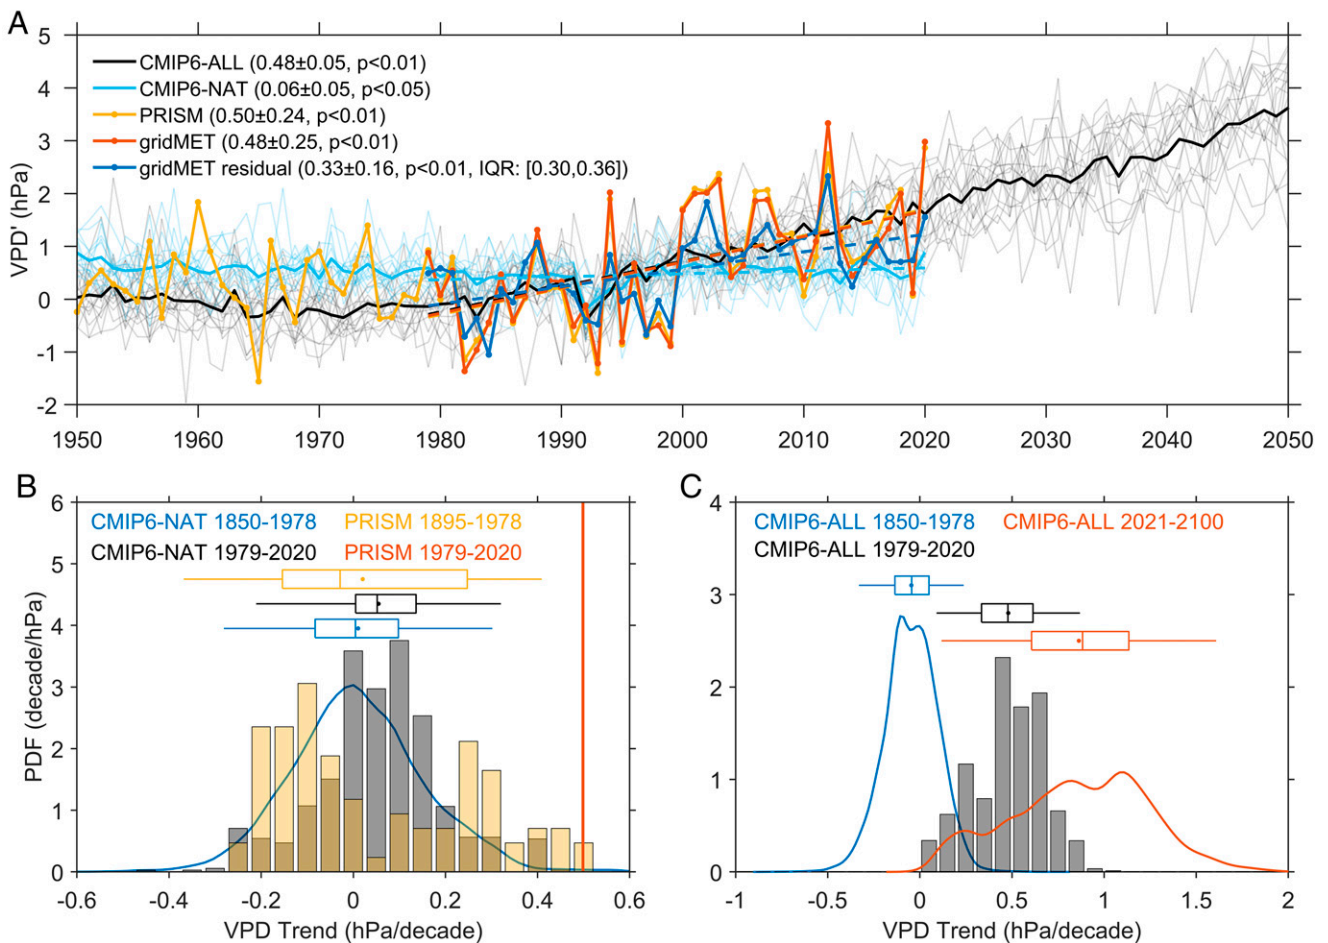 A
5
4
3
2
1
0
-1
-2
VPD' (hPa)
CMIP6-ALL (0.48±0.05, p<0.01)
CMIP6-NAT (0.06±0.05, p<0.05)
PRISM (0.50±0.24, p<0.01)
gridMET (0.48±0.25, p<0.01)
gridMET residual (0.33±0.16, p<0.01, IQR: [0.30,0.36])
1950 1960 1970 1980 1990 2000 2010 2020 2030 2040 2050
B
6
5
4
3
2
1
0
PDF (decade/hPa)
CMIP6-NAT 1850-1978 PRISM 1895-1978
CMIP6-NAT 1979-2020 PRISM 1979-2020
-0.6 -0.4 -0.2 0 0.2 0.4 0.6
VPD Trend (hPa/decade)
C
4
3
2
1
0
CMIP6-ALL 1850-1978 CMIP6-ALL 2021-2100
CMIP6-ALL 1979-2020
-1 -0.5 0 0.5 1 1.5 2
VPD Trend (hPa/decade)